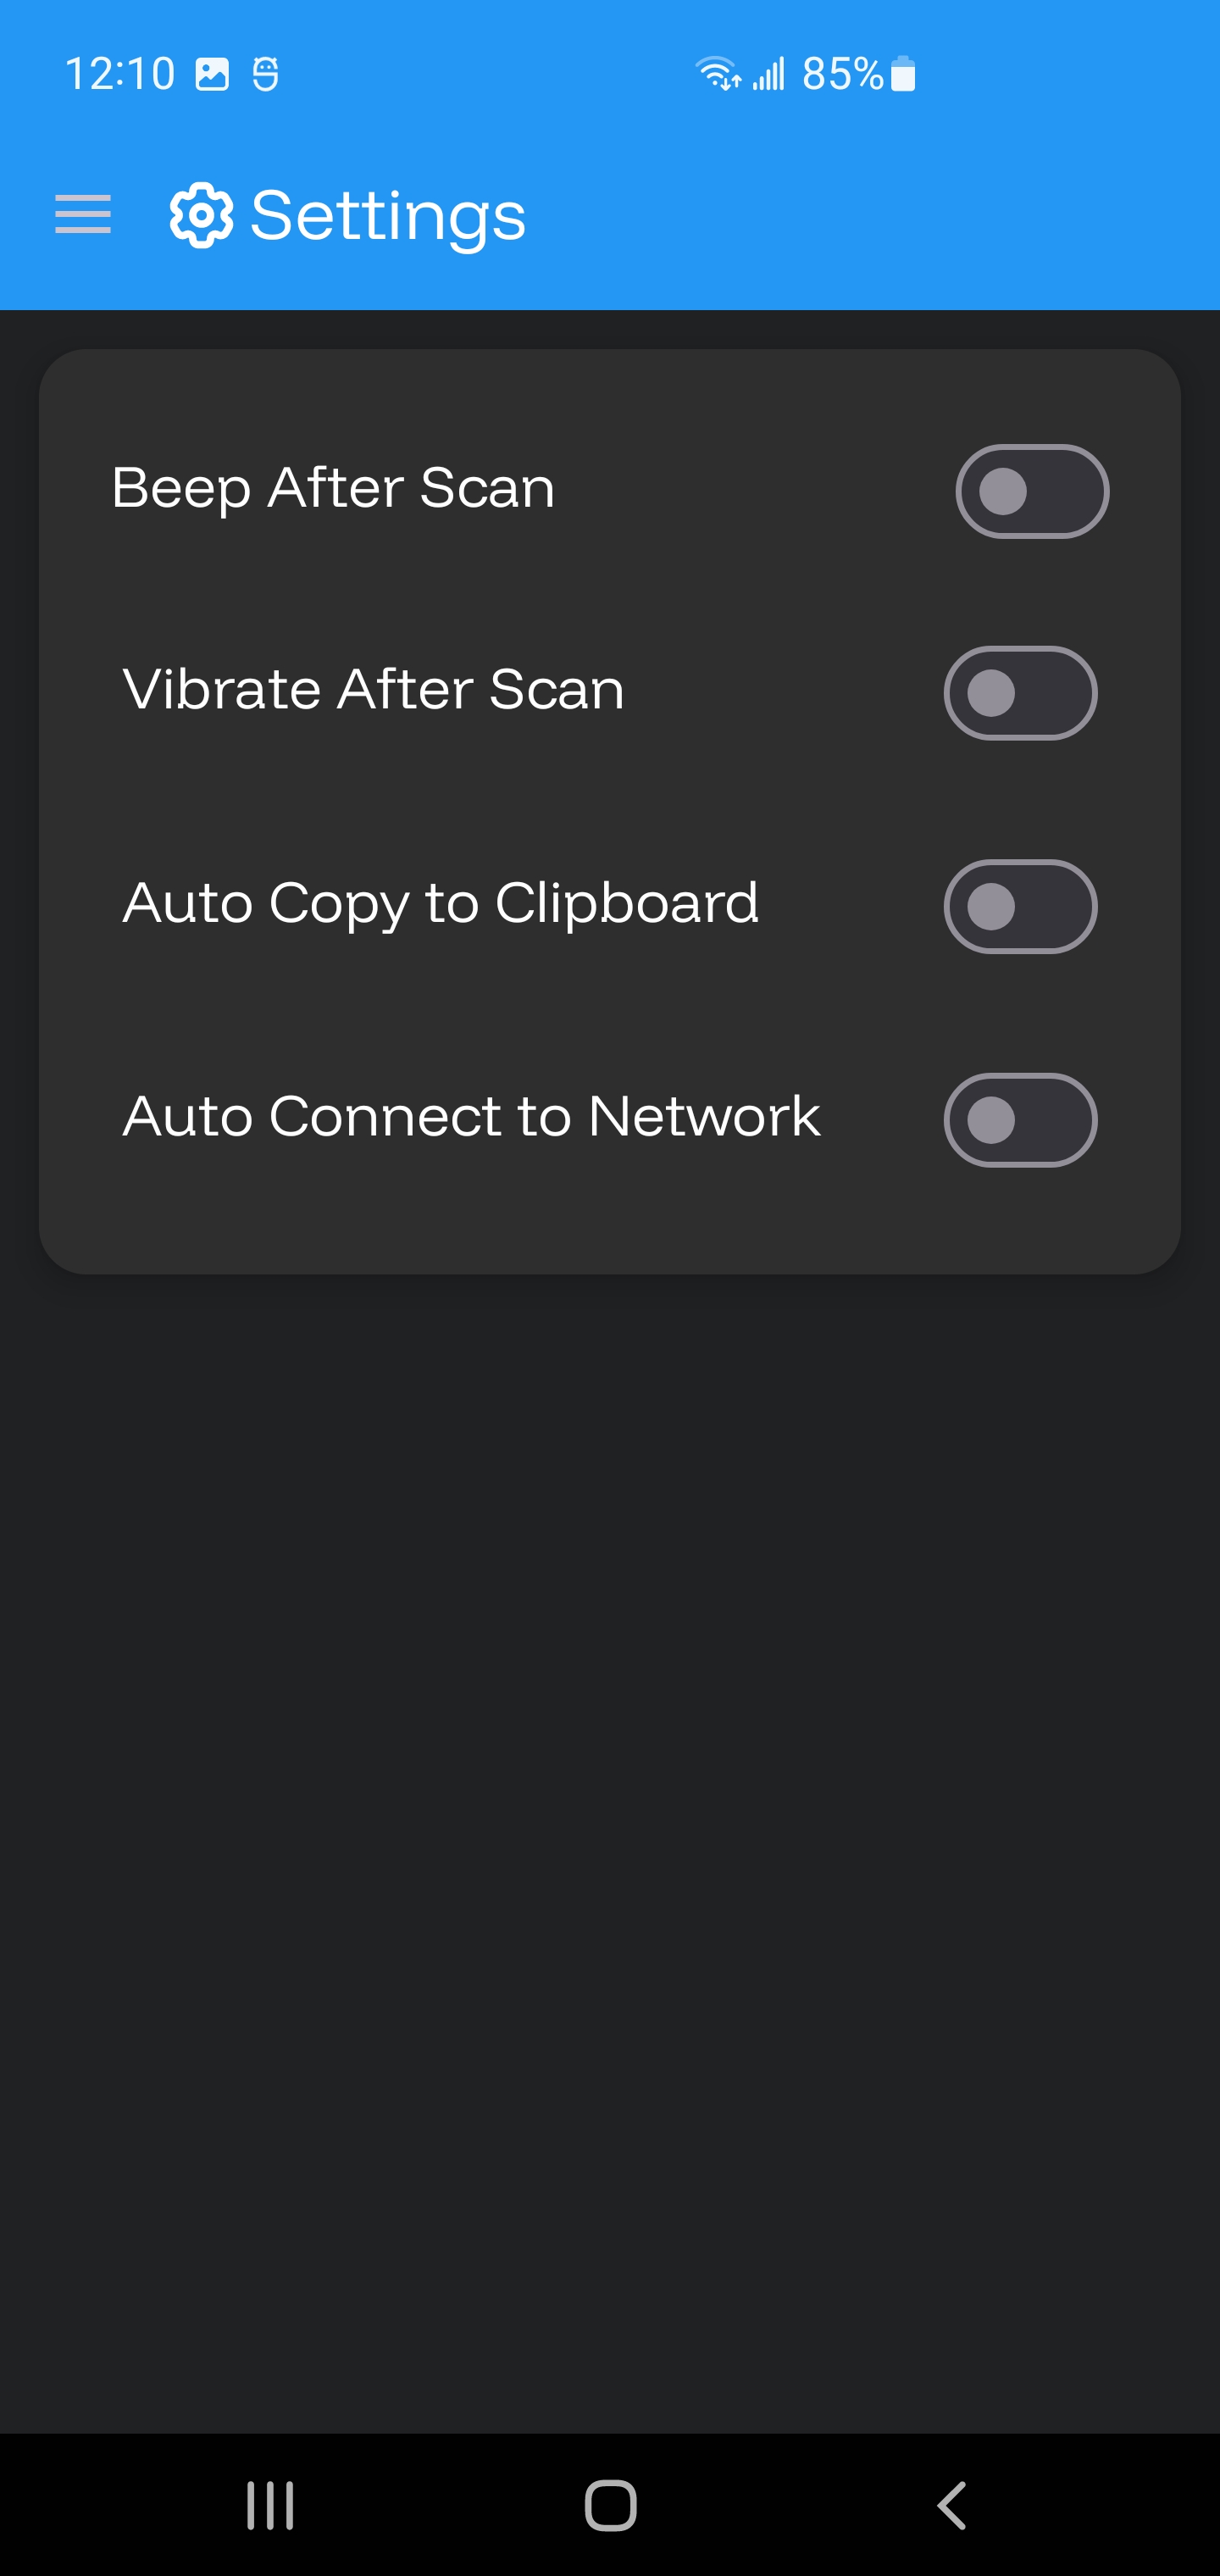 12:10 85%
Settings
Beep After Scan
Vibrate After Scan
Auto Copy to Clipboard
Auto Connect to Network